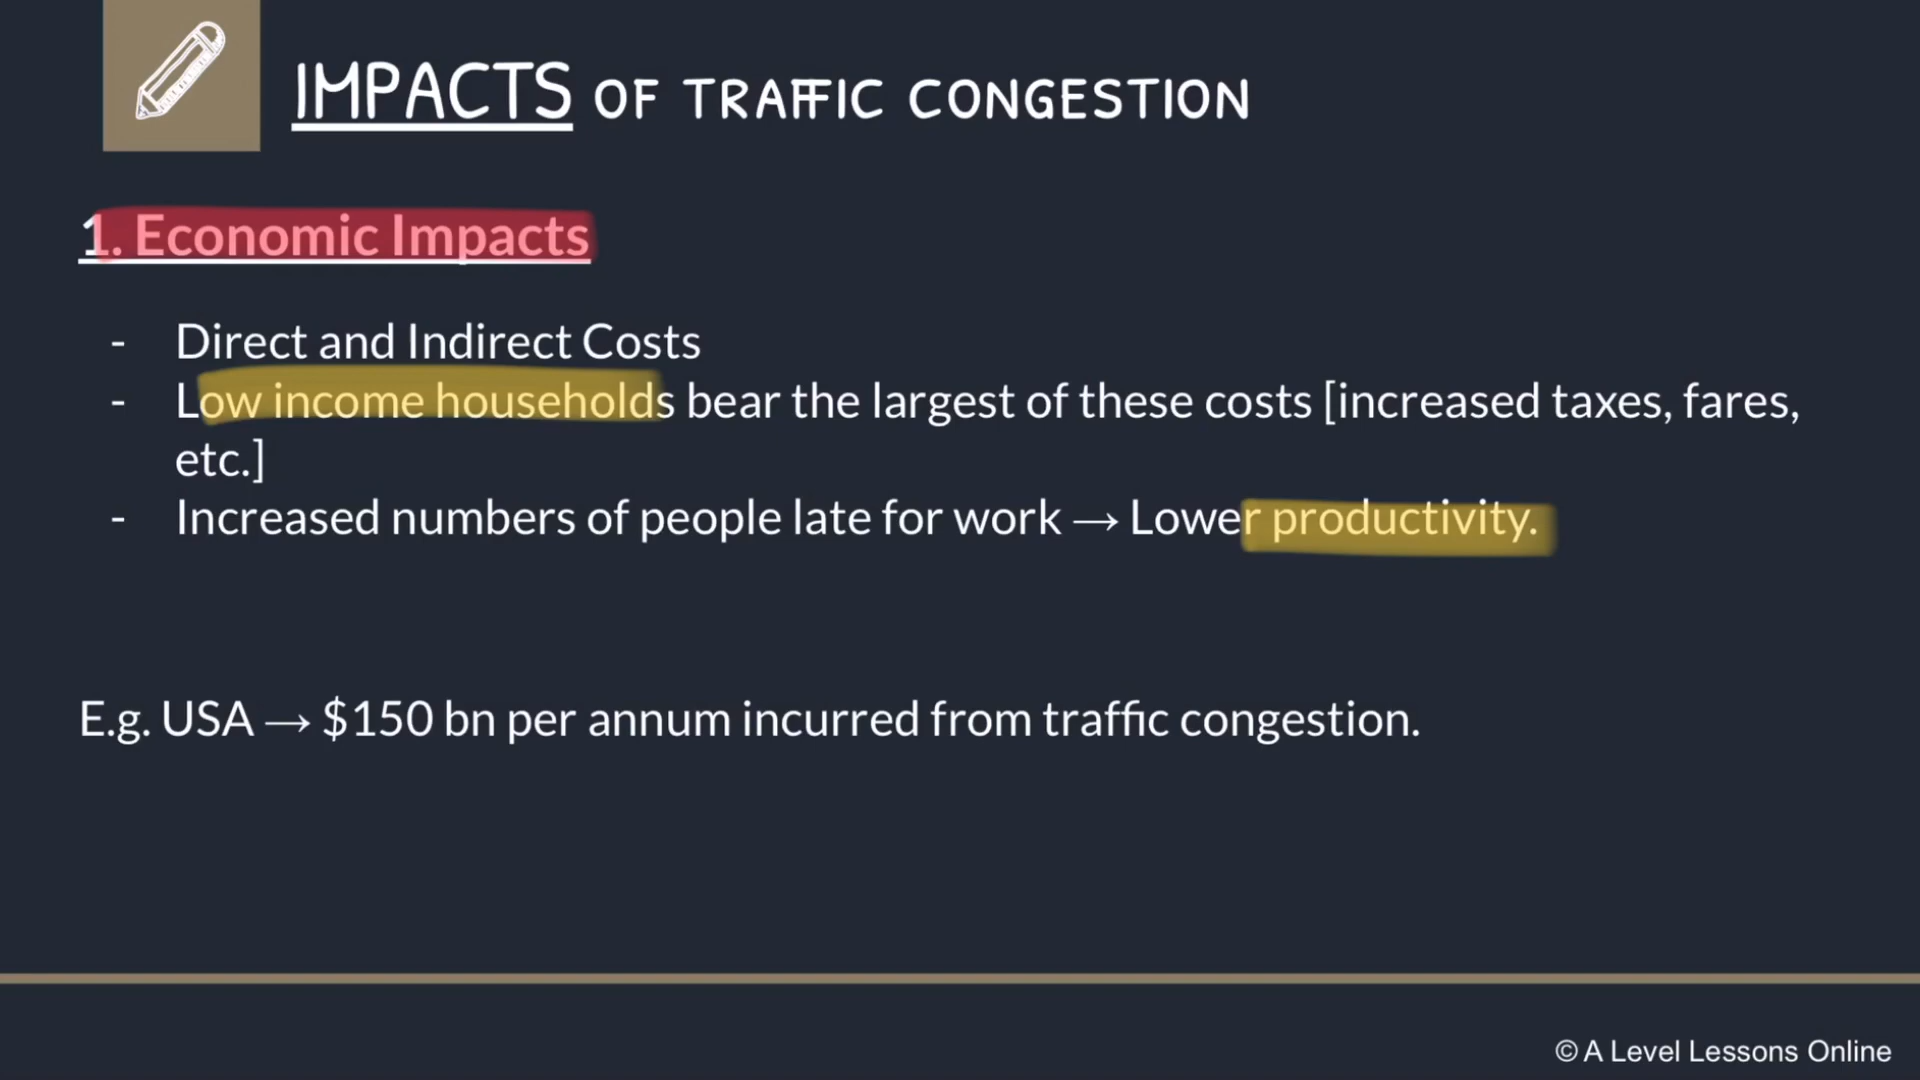 IMPACTS OF TRAFFIC CONGESTION
1. Economic Impacts
- Direct and Indirect Costs
- Low income households bear the largest of these costs [increased taxes, fares,
etc.]
- Increased numbers of people late for work → Lower productivity.
E.g. USA → $150 bn per annum incurred from traffic congestion.
© A Level Lessons Online